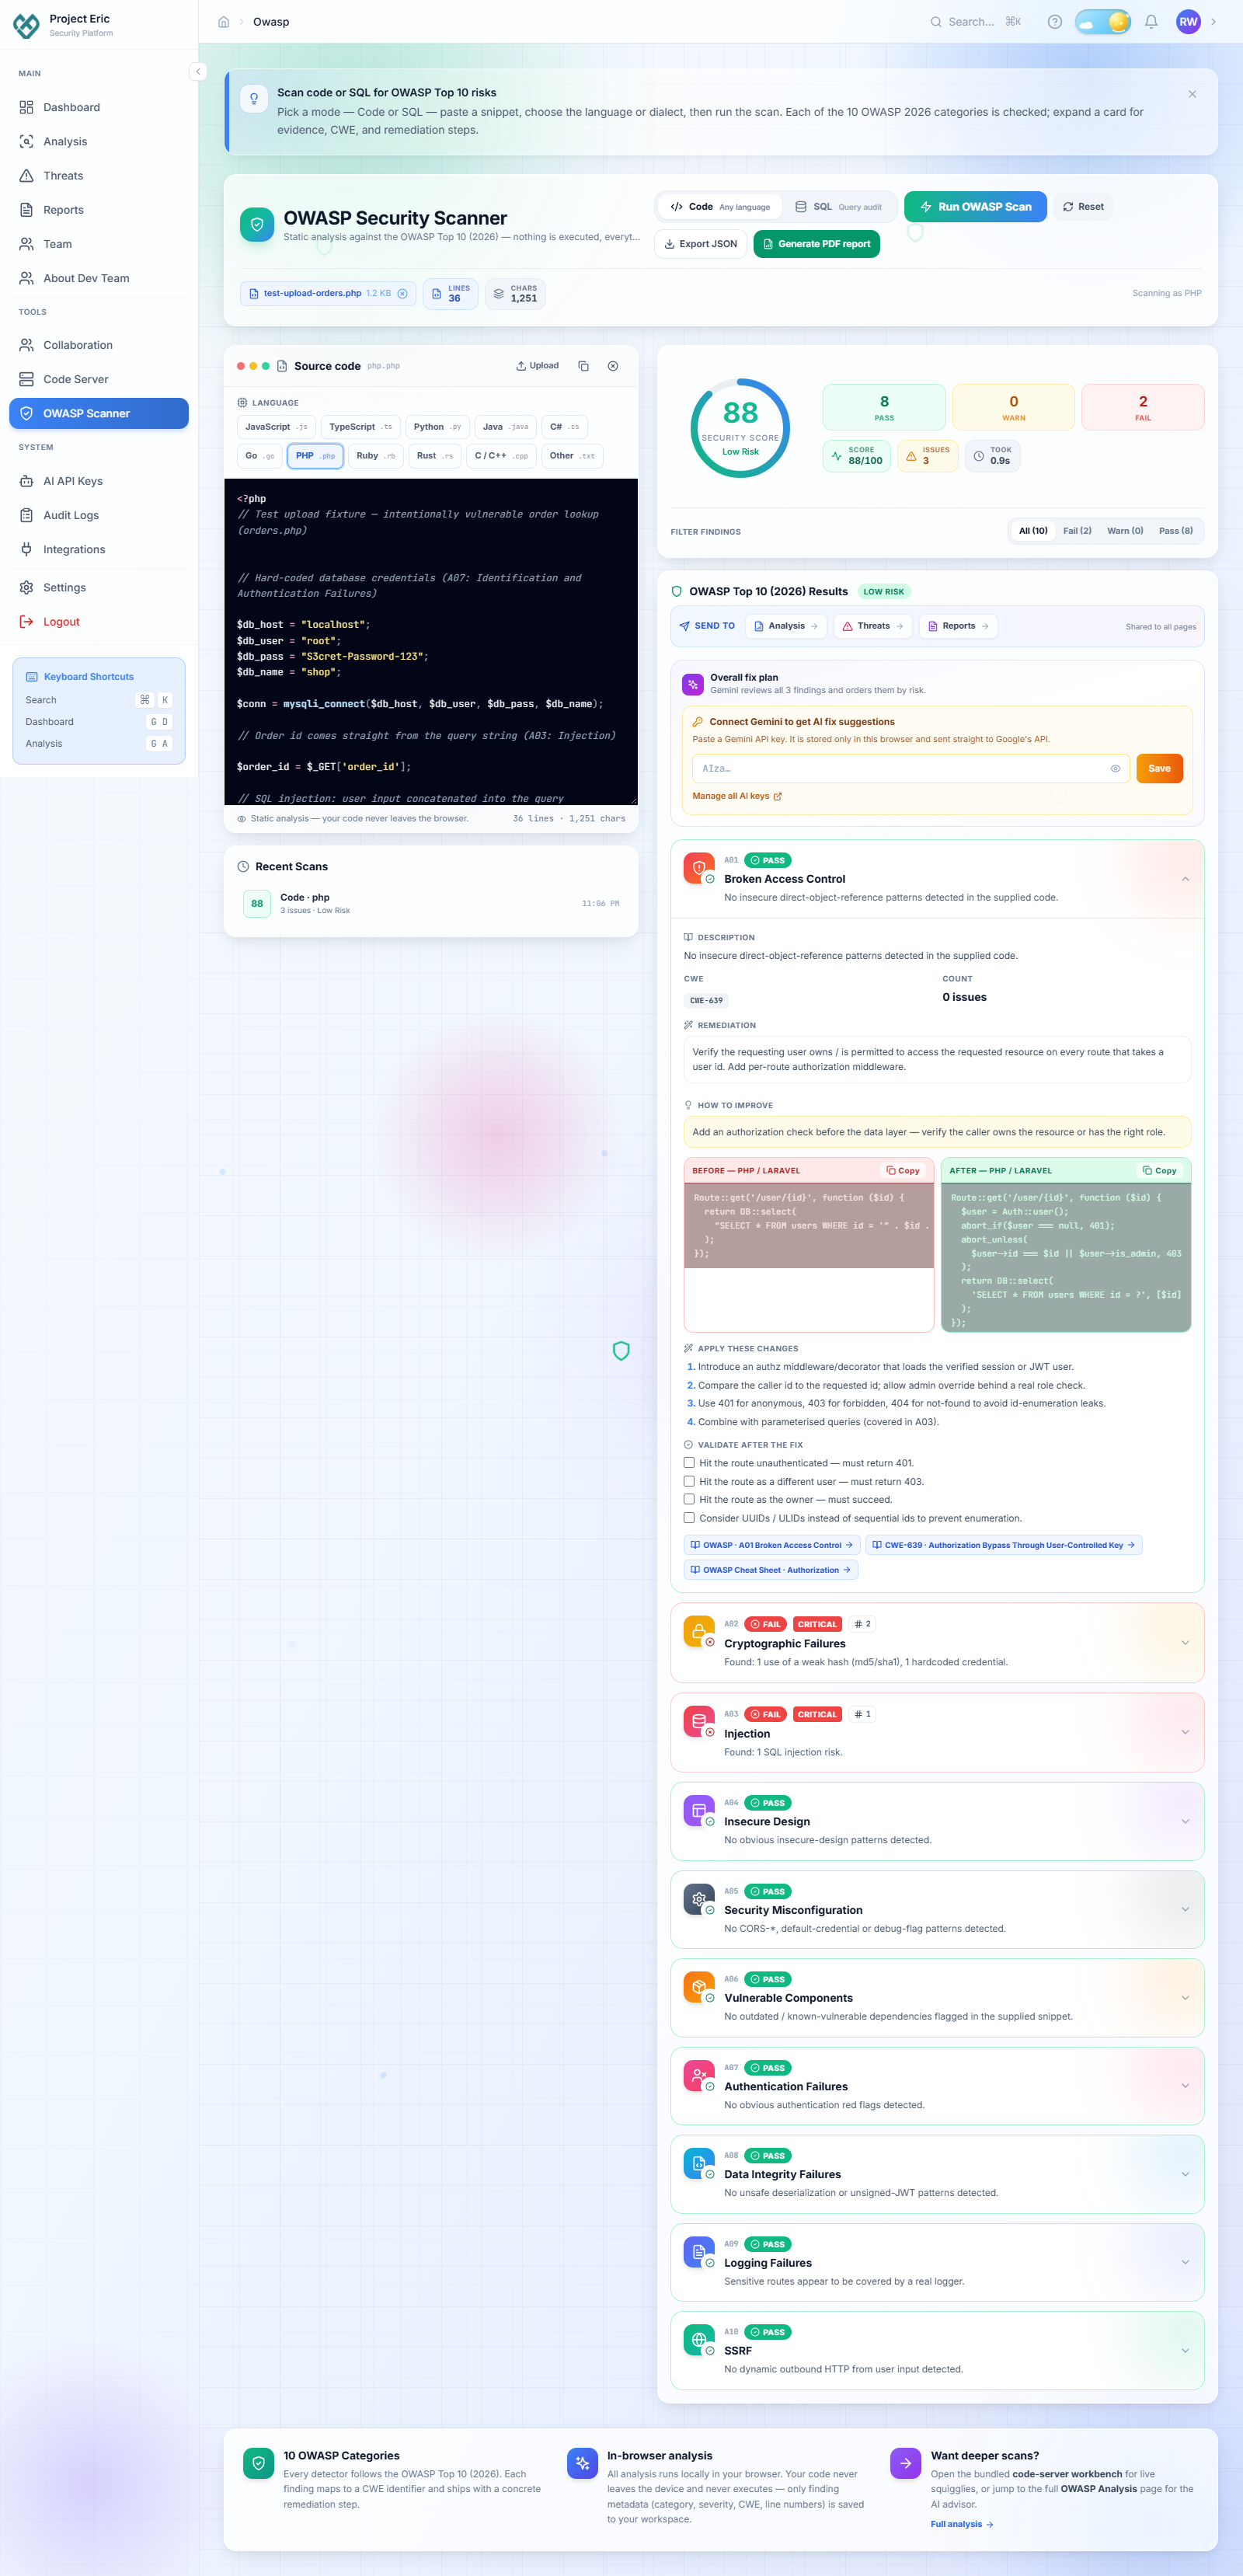 Project Eric
Security Platform
MAIN
Dashboard
Analysis
Threats
Reports
Team
About Dev Team
TOOLS
Collaboration
Code Server
OWASP Scanner
SYSTEM
AI API Keys
Audit Logs
Integrations
Settings
Logout
Keyboard Shortcuts
Search ⌘ K
Dashboard G D
Analysis G A
Owasp
Search... ⌘K
RW
Scan code or SQL for OWASP Top 10 risks
Pick a mode — Code or SQL — paste a snippet, choose the language or dialect, then run the scan. Each of the 10 OWASP 2026 categories is checked; expand a card for
evidence, CWE, and remediation steps.
OWASP Security Scanner
Static analysis against the OWASP Top 10 (2026) — nothing is executed, everyt...
Code Any language
SQL Query audit
Run OWASP Scan
Reset
Export JSON
Generate PDF report
test-upload-orders.php 1.2 KB
LINES
36
CHARS
1,251
Scanning as PHP
Source code php.php
Upload
LANGUAGE
JavaScript .js TypeScript .ts Python .py Java .java C# .cs
Go .go PHP .php Ruby .rb Rust .rs C / C++ .cpp Other .txt
<?php
// Test upload fixture — intentionally vulnerable order lookup
(orders.php)
// Hard-coded database credentials (A07: Identification and
Authentication Failures)
$db_host = "localhost";
$db_user = "root";
$db_pass = "S3cret-Password-123";
$db_name = "shop";
$conn = mysqli_connect($db_host, $db_user, $db_pass, $db_name);
// Order id comes straight from the query string (A03: Injection)
$order_id = $_GET['order_id'];
// SQL injection: user input concatenated into the query
Static analysis — your code never leaves the browser.
36 lines · 1,251 chars
Recent Scans
88
Code · php
3 issues · Low Risk
11:06 PM
88
SECURITY SCORE
Low Risk
8
PASS
0
WARN
2
FAIL
SCORE
88/100
ISSUES
3
TOOK
0.9s
FILTER FINDINGS
All (10) Fail (2) Warn (0) Pass (8)
OWASP Top 10 (2026) Results LOW RISK
SEND TO
Analysis →
Threats →
Reports →
Shared to all pages
Overall fix plan
Gemini reviews all 3 findings and orders them by risk.
Connect Gemini to get AI fix suggestions
Paste a Gemini API key. It is stored only in this browser and sent straight to Google's API.
AIza...
Save
Manage all AI keys
A01 PASS
Broken Access Control
No insecure direct-object-reference patterns detected in the supplied code.
DESCRIPTION
No insecure direct-object-reference patterns detected in the supplied code.
CWE
CWE-639
COUNT
0 issues
REMEDIATION
Verify the requesting user owns / is permitted to access the requested resource on every route that takes a
user id. Add per-route authorization middleware.
HOW TO IMPROVE
Add an authorization check before the data layer — verify the caller owns the resource or has the right role.
BEFORE — PHP / LARAVEL Copy
Route::get('/user/{id}', function ($id) {
return DB::select(
"SELECT * FROM users WHERE id = '" . $id .
);
});
AFTER — PHP / LARAVEL Copy
Route::get('/user/{id}', function ($id) {
$user = Auth::user();
abort_if($user === null, 401);
abort_unless(
$user->id === $id || $user->is_admin, 403
);
return DB::select(
'SELECT * FROM users WHERE id = ?', [$id]
);
});
APPLY THESE CHANGES
1. Introduce an authz middleware/decorator that loads the verified session or JWT user.
2. Compare the caller id to the requested id; allow admin override behind a real role check.
3. Use 401 for anonymous, 403 for forbidden, 404 for not-found to avoid id-enumeration leaks.
4. Combine with parameterised queries (covered in A03).
VALIDATE AFTER THE FIX
Hit the route unauthenticated — must return 401.
Hit the route as a different user — must return 403.
Hit the route as the owner — must succeed.
Consider UUIDs / ULIDs instead of sequential ids to prevent enumeration.
OWASP · A01 Broken Access Control →
CWE-639 · Authorization Bypass Through User-Controlled Key →
OWASP Cheat Sheet · Authorization →
A02 FAIL CRITICAL # 2
Cryptographic Failures
Found: 1 use of a weak hash (md5/sha1), 1 hardcoded credential.
A03 FAIL CRITICAL # 1
Injection
Found: 1 SQL injection risk.
A04 PASS
Insecure Design
No obvious insecure-design patterns detected.
A05 PASS
Security Misconfiguration
No CORS-*, default-credential or debug-flag patterns detected.
A06 PASS
Vulnerable Components
No outdated / known-vulnerable dependencies flagged in the supplied snippet.
A07 PASS
Authentication Failures
No obvious authentication red flags detected.
A08 PASS
Data Integrity Failures
No unsafe deserialization or unsigned-JWT patterns detected.
A09 PASS
Logging Failures
Sensitive routes appear to be covered by a real logger.
A10 PASS
SSRF
No dynamic outbound HTTP from user input detected.
10 OWASP Categories
Every detector follows the OWASP Top 10 (2026). Each
finding maps to a CWE identifier and ships with a concrete
remediation step.
In-browser analysis
All analysis runs locally in your browser. Your code never
leaves the device and never executes — only finding
metadata (category, severity, CWE, line numbers) is saved
to your workspace.
Want deeper scans?
Open the bundled code-server workbench for live
squigglies, or jump to the full OWASP Analysis page for the
AI advisor.
Full analysis →